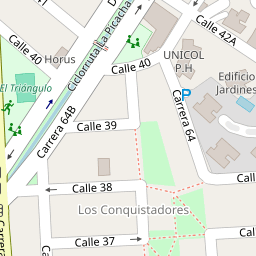 Calle 40
D
Ciclorruta La Picacha
Calle 42A
Calle 40
Horus
UNICOL
P.H
El Triángulo
Edificio
Jardines
P
Carrera 64B
Carrera 64
Calle 39
Calle 38
Los Conquistadores
Calle 37
Carrera
Calle